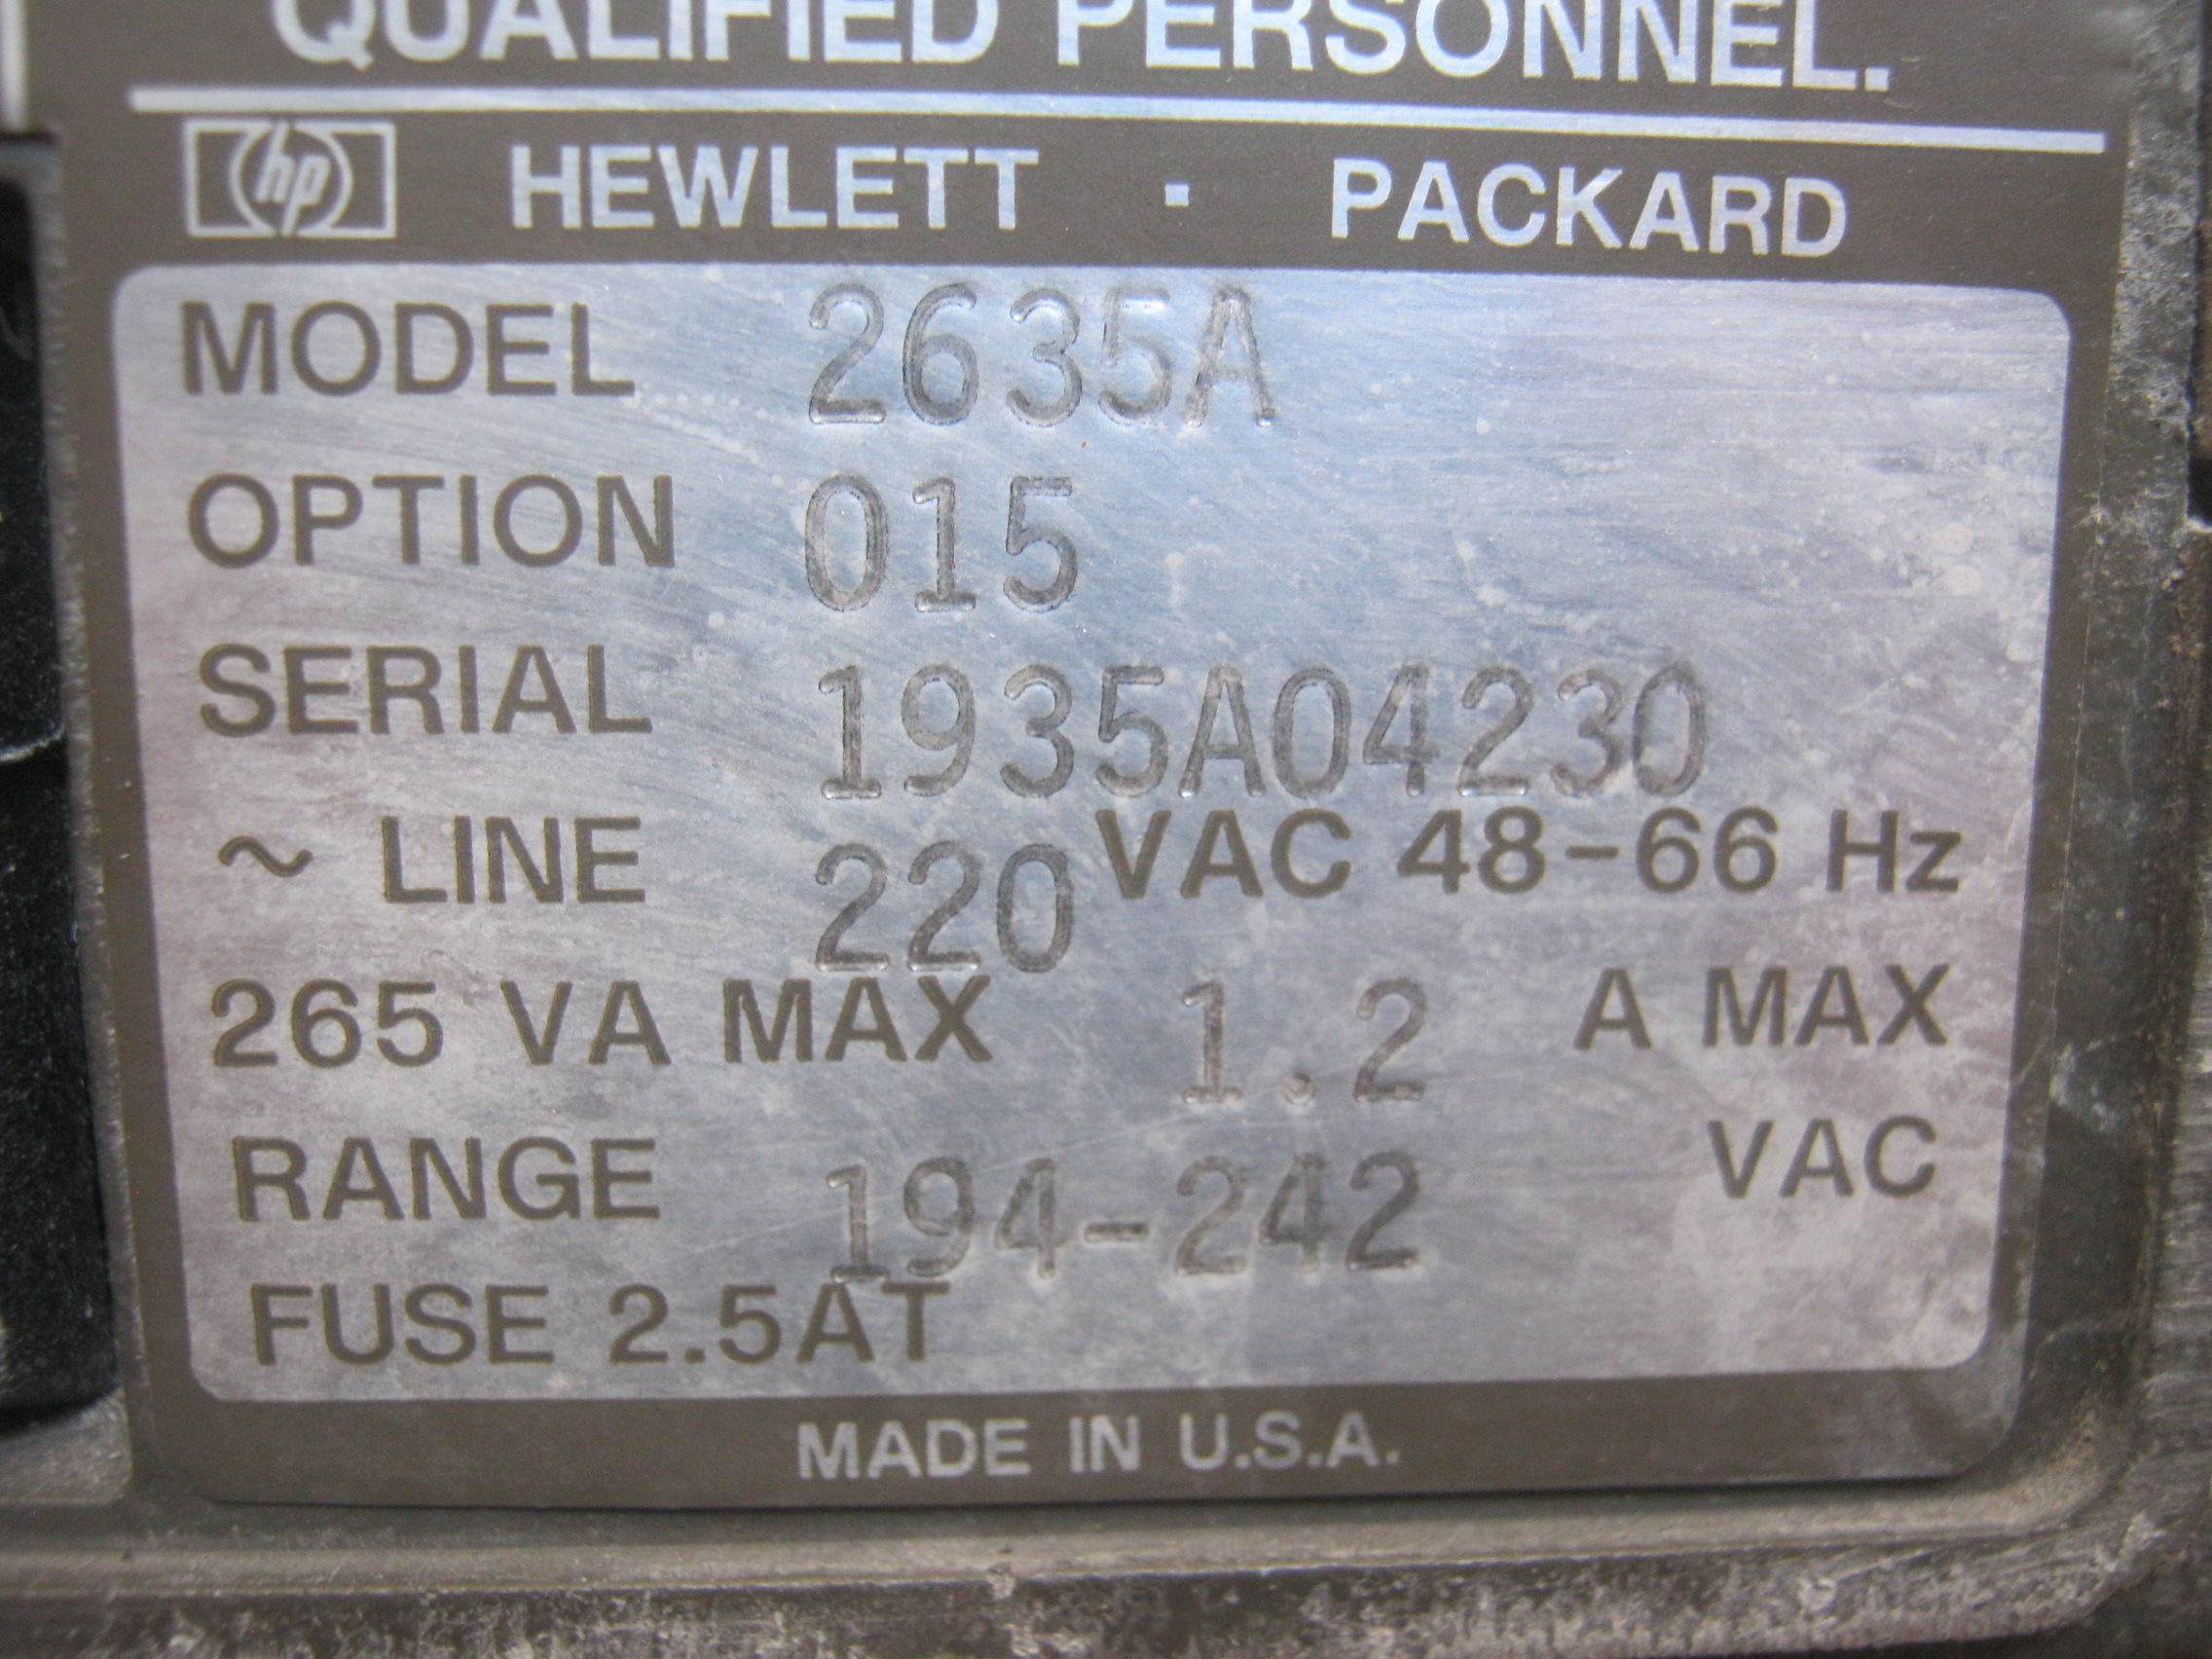 QUALIFIED PERSONNEL.
hp HEWLETT · PACKARD
MODEL 2635A
OPTION 015
SERIAL 1935A04230
~ LINE 220 VAC 48-66 Hz
265 VA MAX 1.2 A MAX
RANGE 194-242 VAC
FUSE 2.5AT
MADE IN U.S.A.